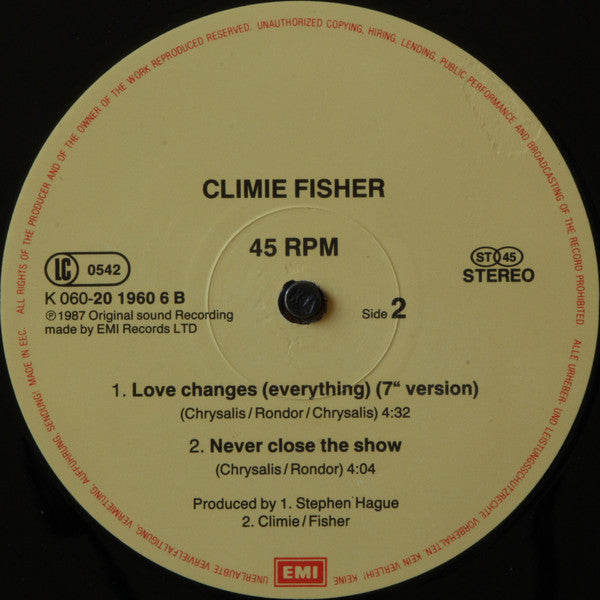 ALL RIGHTS OF THE PRODUCER AND OF THE OWNER OF THE WORK REPRODUCED RESERVED. UNAUTHORIZED COPYING, HIRING, LENDING, PUBLIC PERFORMANCE AND BROADCASTING OF THE RECORD PROHIBITED.
CLIMIE FISHER
45 RPM
LC 0542
ST 45
STEREO
K 060-20 1960 6 B
℗1987 Original sound Recording
made by EMI Records LTD
Side 2
1. Love changes (everything) (7“ version)
(Chrysalis/Rondor/Chrysalis) 4:32
2. Never close the show
(Chrysalis/Rondor) 4:04
Produced by 1. Stephen Hague
2. Climie/Fisher
EMI
ALLE URHEBER- UND LEISTUNGSSCHUTZRECHTE VORBEHALTEN. KEIN VERLEIH! KEINE UNERLAUBTE VERVIELFÄLTIGUNG, VERMIETUNG, AUFFÜHRUNG, SENDUNG! MADE IN EEC.